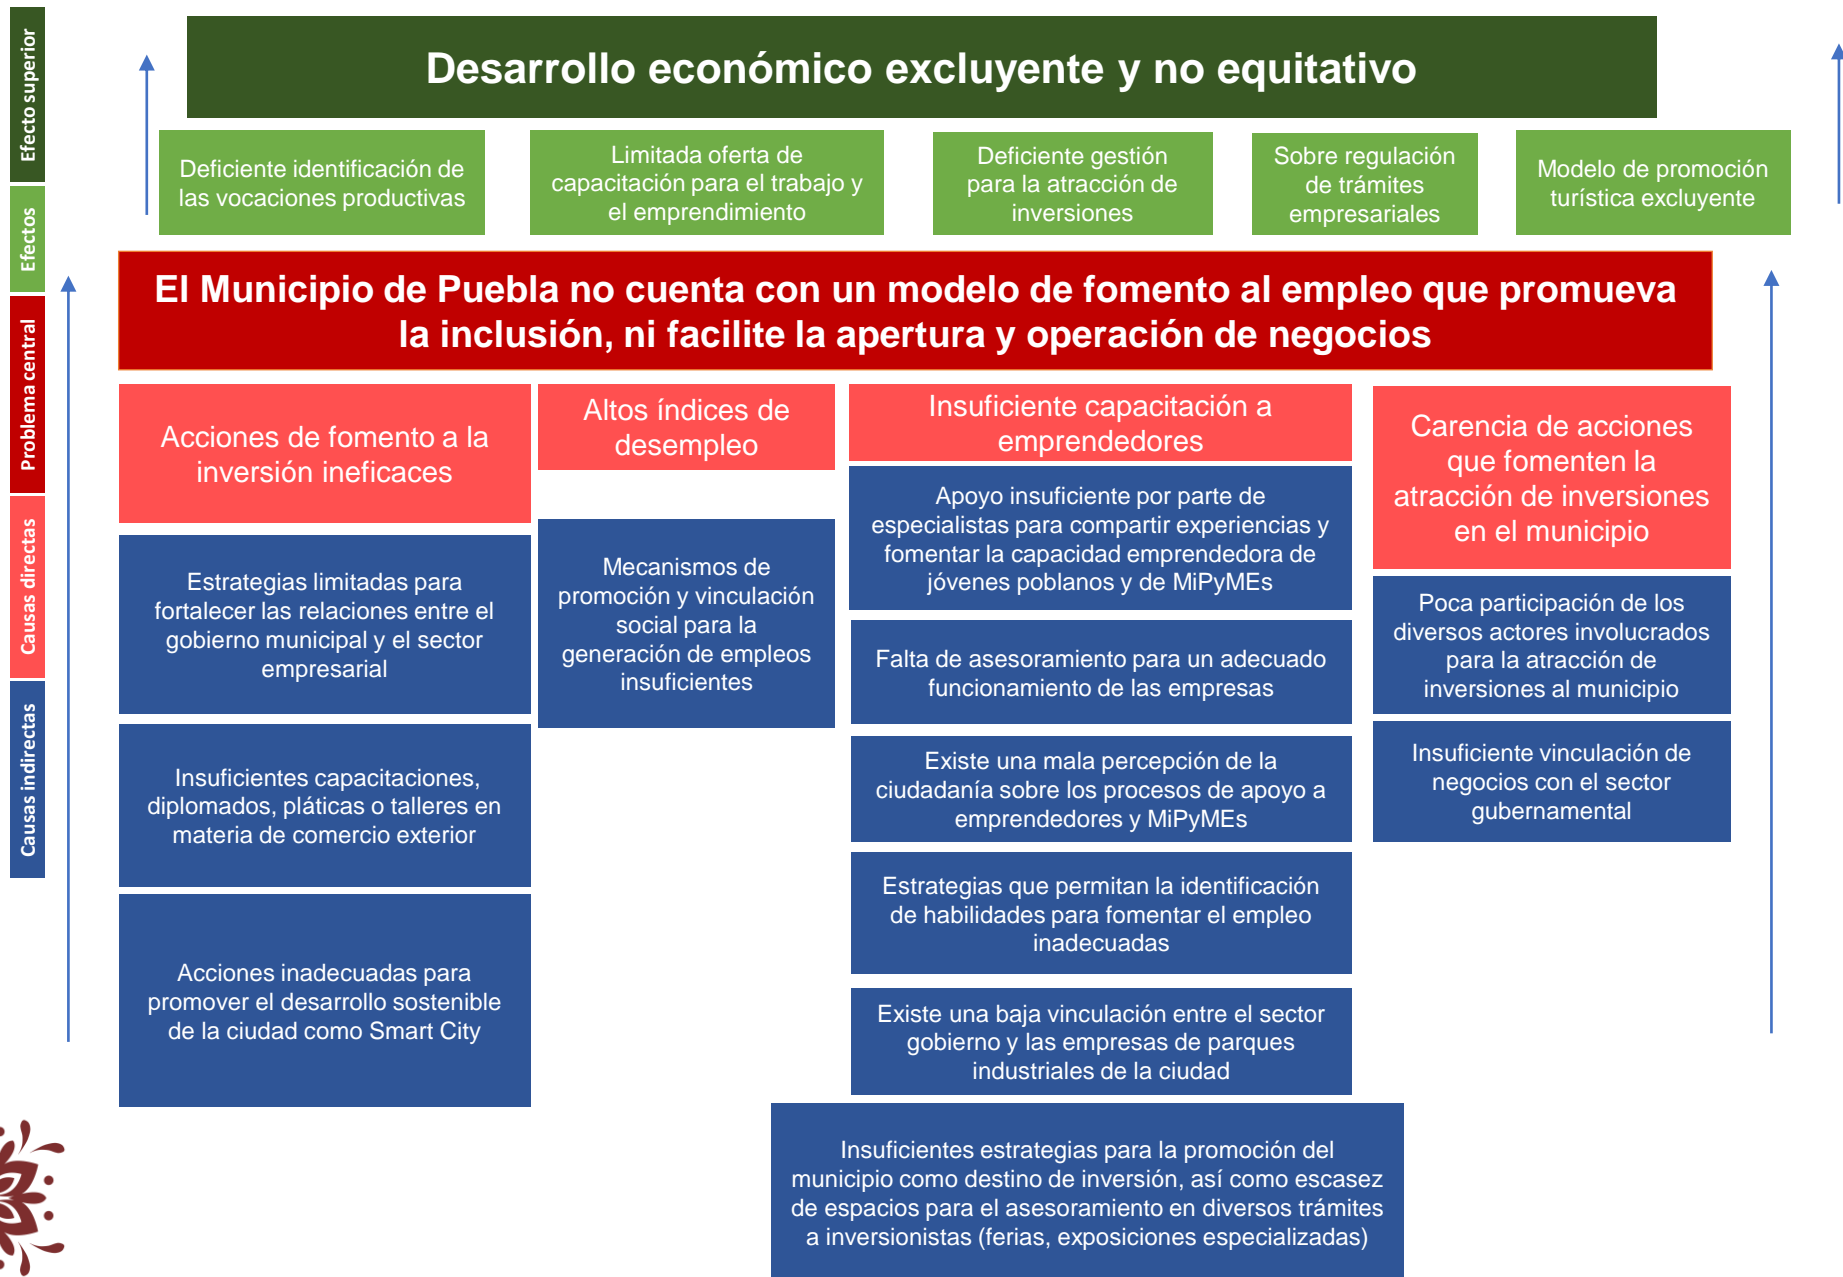 Efecto superior
Efectos
Problema central
Causas directas
Causas indirectas
Desarrollo económico excluyente y no equitativo
Deficiente identificación de
las vocaciones productivas
Limitada oferta de
capacitación para el trabajo y
el emprendimiento
Deficiente gestión
para la atracción de
inversiones
Sobre regulación
de trámites
empresariales
Modelo de promoción
turística excluyente
El Municipio de Puebla no cuenta con un modelo de fomento al empleo que promueva
la inclusión, ni facilite la apertura y operación de negocios
Acciones de fomento a la
inversión ineficaces
Estrategias limitadas para
fortalecer las relaciones entre el
gobierno municipal y el sector
empresarial
Insuficientes capacitaciones,
diplomados, pláticas o talleres en
materia de comercio exterior
Acciones inadecuadas para
promover el desarrollo sostenible
de la ciudad como Smart City
Altos índices de
desempleo
Mecanismos de
promoción y vinculación
social para la
generación de empleos
insuficientes
Insuficiente capacitación a
emprendedores
Apoyo insuficiente por parte de
especialistas para compartir experiencias y
fomentar la capacidad emprendedora de
jóvenes poblanos y de MiPyMEs
Falta de asesoramiento para un adecuado
funcionamiento de las empresas
Existe una mala percepción de la
ciudadanía sobre los procesos de apoyo a
emprendedores y MiPyMEs
Estrategias que permitan la identificación
de habilidades para fomentar el empleo
inadecuadas
Existe una baja vinculación entre el sector
gobierno y las empresas de parques
industriales de la ciudad
Insuficientes estrategias para la promoción del
municipio como destino de inversión, así como escasez
de espacios para el asesoramiento en diversos trámites
a inversionistas (ferias, exposiciones especializadas)
Carencia de acciones
que fomenten la
atracción de inversiones
en el municipio
Poca participación de los
diversos actores involucrados
para la atracción de
inversiones al municipio
Insuficiente vinculación de
negocios con el sector
gubernamental